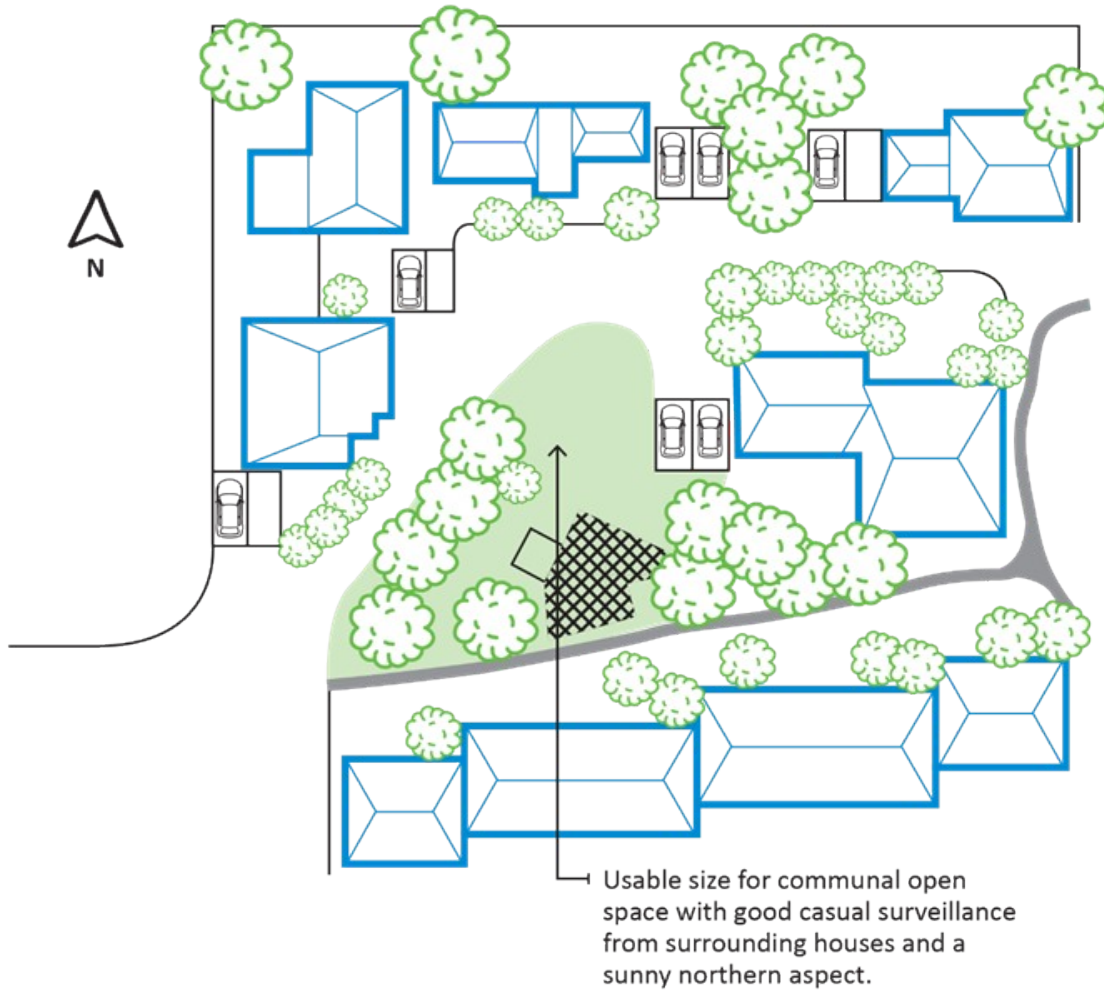 N
Usable size for communal open
space with good casual surveillance
from surrounding houses and a
sunny northern aspect.